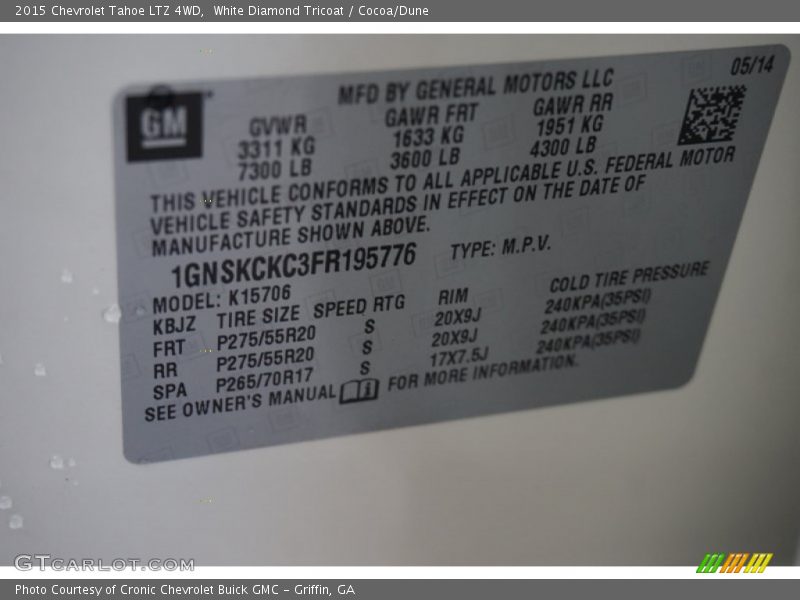 2015 Chevrolet Tahoe LTZ 4WD, White Diamond Tricoat / Cocoa/Dune
05/14
MFD BY GENERAL MOTORS LLC
GM
GVWR GAWR FRT GAWR RR
3311 KG 1633 KG 1951 KG
7300 LB 3600 LB 4300 LB
THIS VEHICLE CONFORMS TO ALL APPLICABLE U.S. FEDERAL MOTOR
VEHICLE SAFETY STANDARDS IN EFFECT ON THE DATE OF
MANUFACTURE SHOWN ABOVE.
1GNSKCKC3FR195776 TYPE: M.P.V.
MODEL: K15706
KBJZ TIRE SIZE SPEED RTG RIM COLD TIRE PRESSURE
FRT P275/55R20 S 20X9J 240KPA(35PSI)
RR P275/55R20 S 20X9J 240KPA(35PSI)
SPA P265/70R17 S 17X7.5J 240KPA(35PSI)
SEE OWNER'S MANUAL FOR MORE INFORMATION.
GTCARLOT.COM
Photo Courtesy of Cronic Chevrolet Buick GMC - Griffin, GA